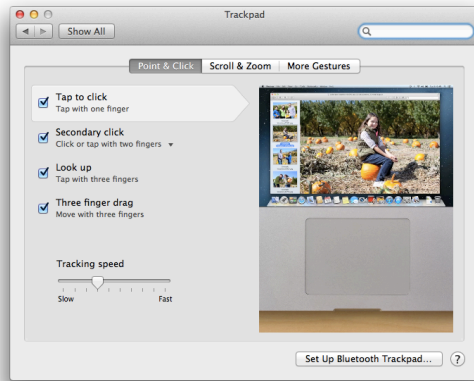 Trackpad
Show All
Point & Click Scroll & Zoom More Gestures
Tap to click
Tap with one finger
Secondary click
Click or tap with two fingers
Look up
Tap with three fingers
Three finger drag
Move with three fingers
Tracking speed
Slow Fast
Set Up Bluetooth Trackpad... ?